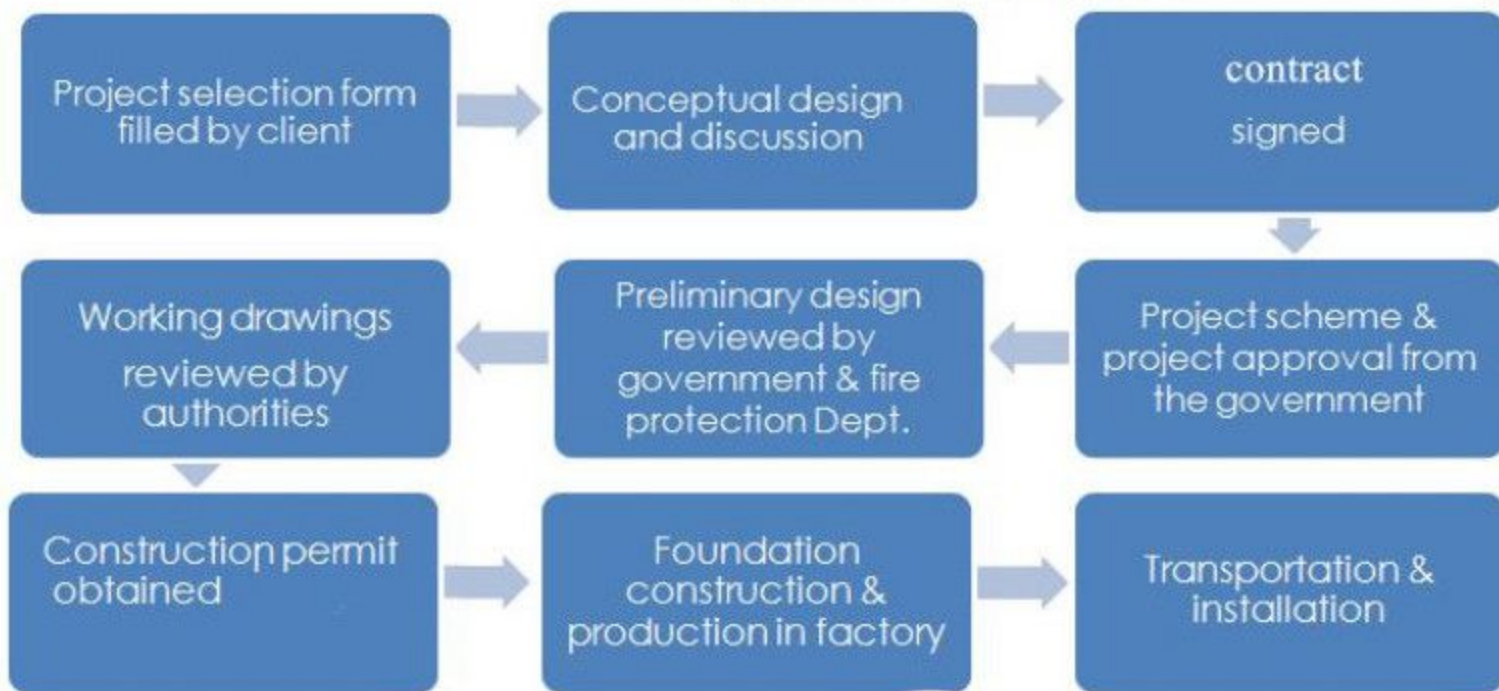 Project selection form
filled by client
Conceptual design
and discussion
contract
signed
Project scheme &
project approval from
the government
Preliminary design
reviewed by
government & fire
protection Dept.
Working drawings
reviewed by
authorities
Construction permit
obtained
Foundation
construction &
production in factory
Transportation &
installation